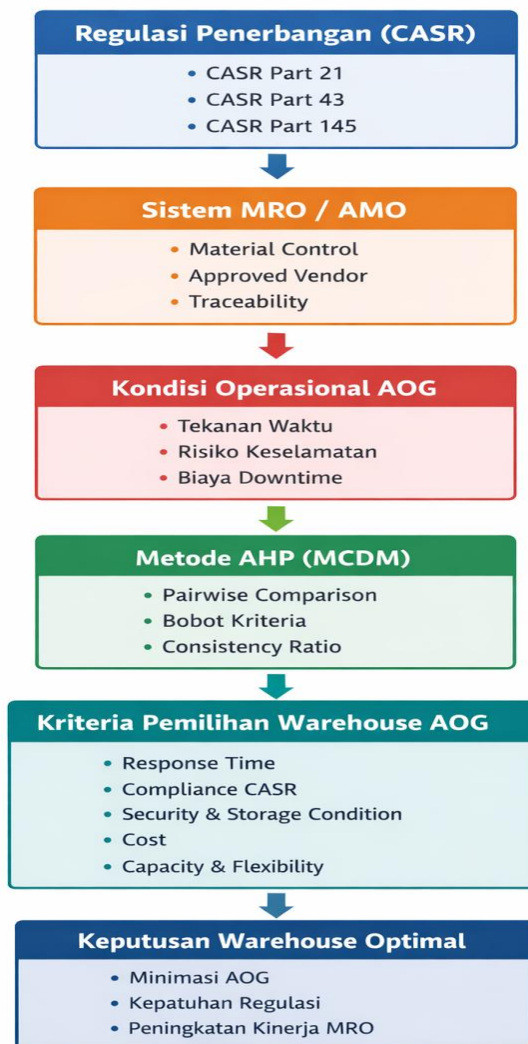 Regulasi Penerbangan (CASR)
• CASR Part 21
• CASR Part 43
• CASR Part 145
Sistem MRO / AMO
• Material Control
• Approved Vendor
• Traceability
Kondisi Operasional AOG
• Tekanan Waktu
• Risiko Keselamatan
• Biaya Downtime
Metode AHP (MCDM)
• Pairwise Comparison
• Bobot Kriteria
• Consistency Ratio
Kriteria Pemilihan Warehouse AOG
• Response Time
• Compliance CASR
• Security & Storage Condition
• Cost
• Capacity & Flexibility
Keputusan Warehouse Optimal
• Minimasi AOG
• Kepatuhan Regulasi
• Peningkatan Kinerja MRO